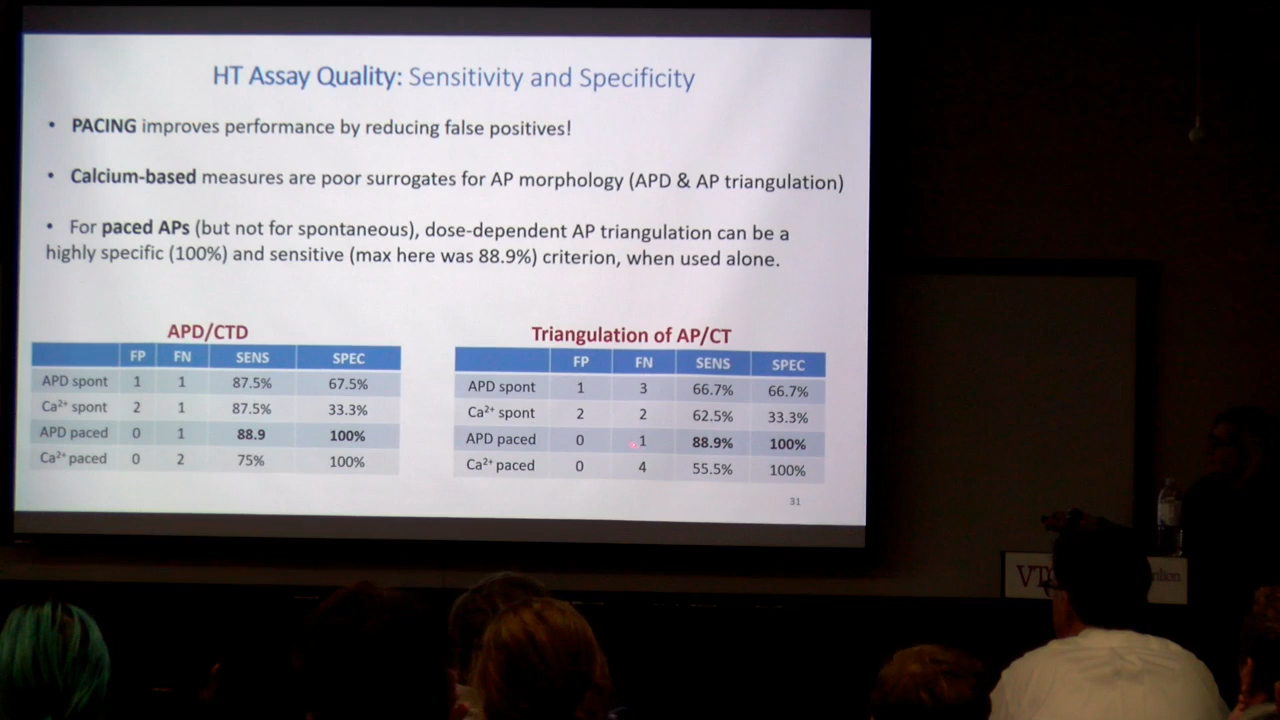 HT Assay Quality: Sensitivity and Specificity
• PACING improves performance by reducing false positives!
• Calcium-based measures are poor surrogates for AP morphology (APD & AP triangulation)
• For paced APs (but not for spontaneous), dose-dependent AP triangulation can be a
highly specific (100%) and sensitive (max here was 88.9%) criterion, when used alone.
APD/CTD
FP FN SENS SPEC
APD spont 1 1 87.5% 67.5%
Ca²⁺ spont 2 1 87.5% 33.3%
APD paced 0 1 88.9 100%
Ca²⁺ paced 0 2 75% 100%
Triangulation of AP/CT
FP FN SENS SPEC
APD spont 1 3 66.7% 66.7%
Ca²⁺ spont 2 2 62.5% 33.3%
APD paced 0 1 88.9% 100%
Ca²⁺ paced 0 4 55.5% 100%
31